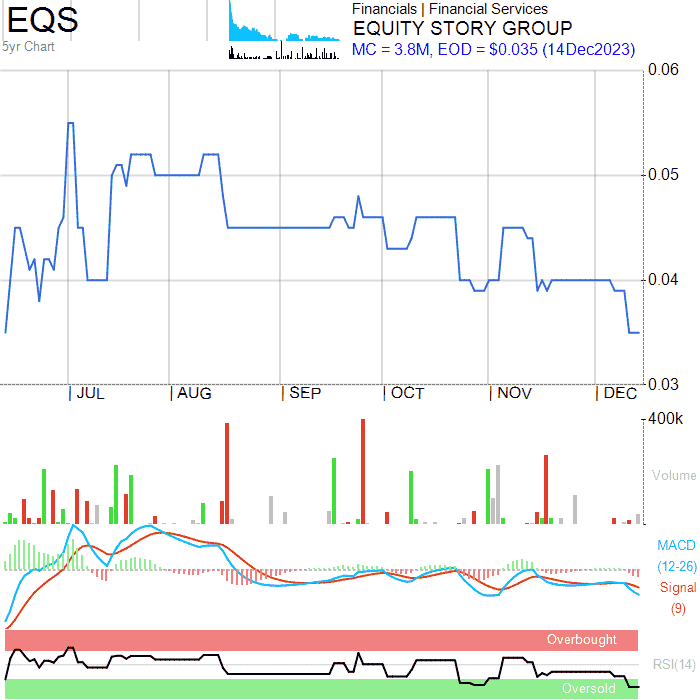 EQS
5yr Chart
Financials | Financial Services
EQUITY STORY GROUP
MC = 3.8M, EOD = $0.035 (14Dec2023)
0.06
0.05
0.04
0.03
| JUL | AUG | SEP | OCT | NOV | DEC
400k
Volume
MACD
(12-26)
Signal
(9)
Overbought
RSI(14)
Oversold